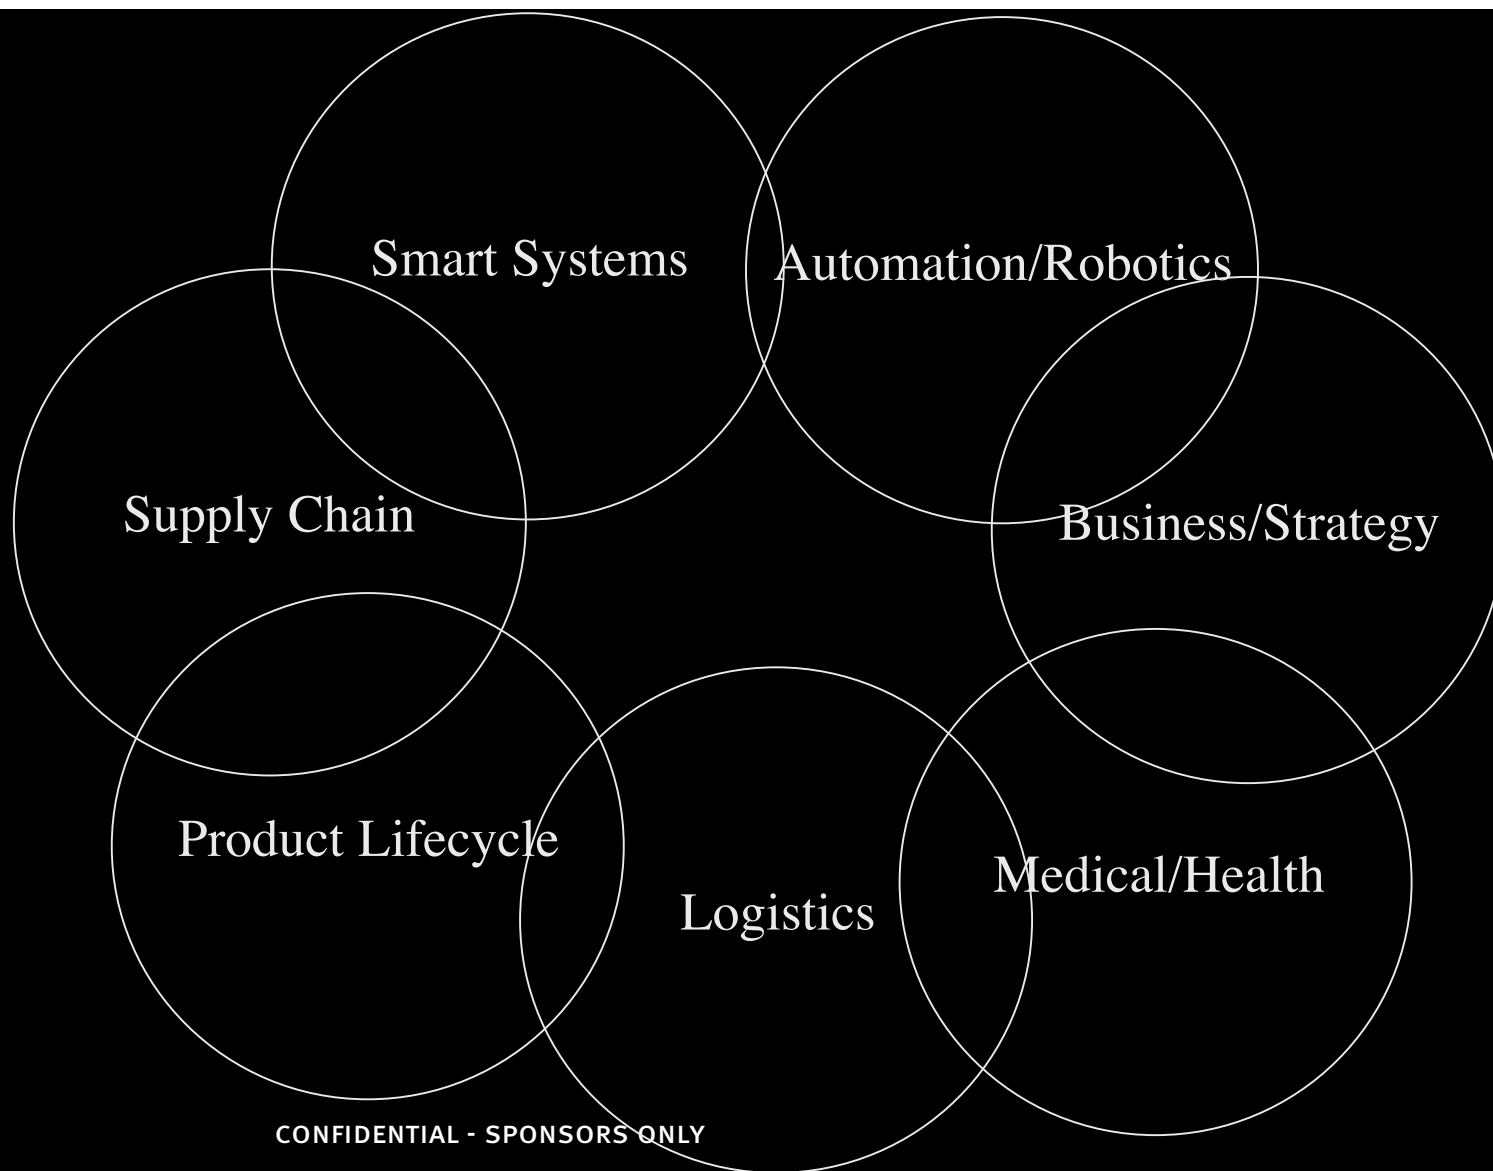 Smart Systems
Automation/Robotics
Supply Chain
Business/Strategy
Product Lifecycle
Medical/Health
Logistics
CONFIDENTIAL - SPONSORS ONLY